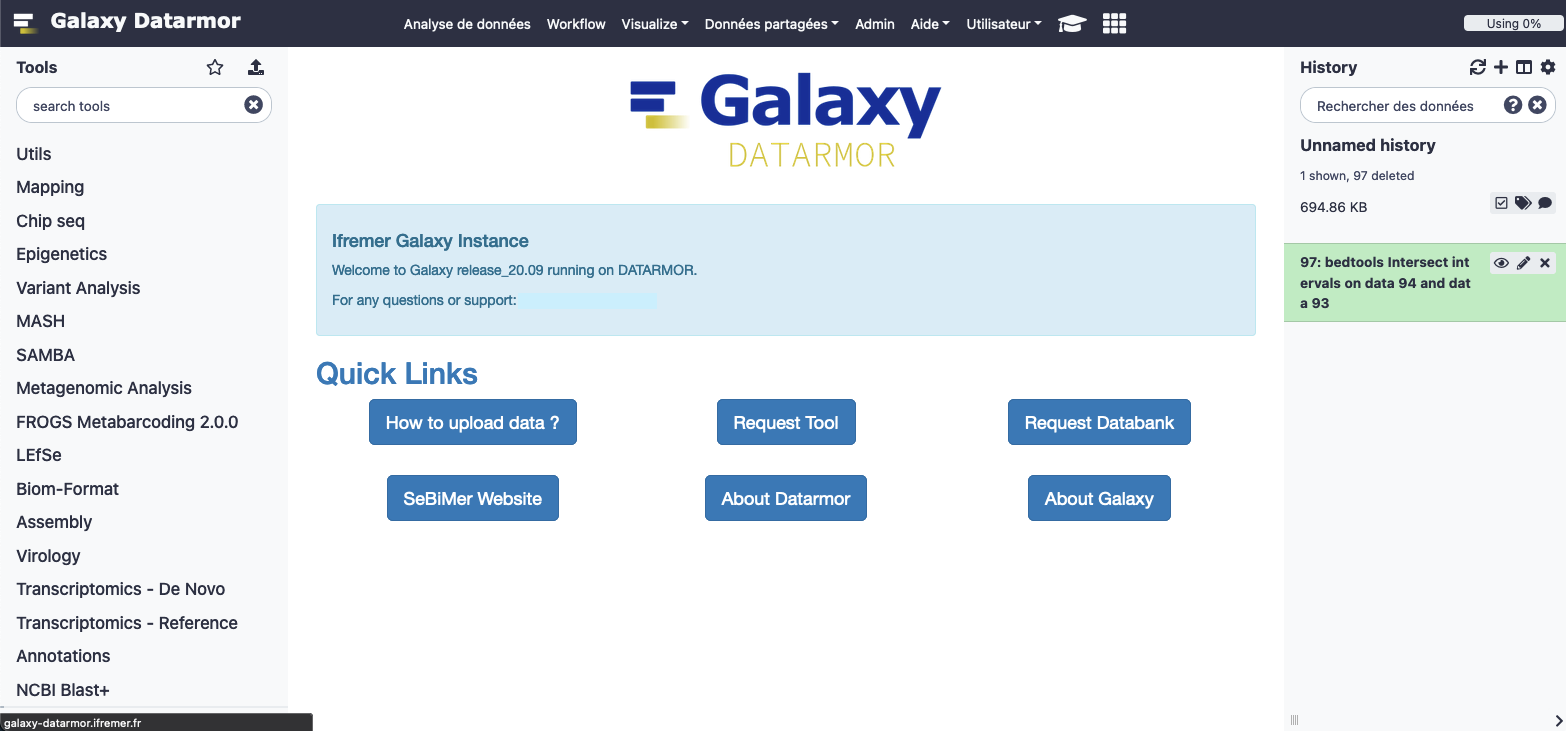 Galaxy Datarmor
Analyse de données
Workflow
Visualize
Données partagées
Admin
Aide
Utilisateur
Using 0%
Tools
search tools
Utils
Mapping
Chip seq
Epigenetics
Variant Analysis
MASH
SAMBA
Metagenomic Analysis
FROGS Metabarcoding 2.0.0
LEfSe
Biom-Format
Assembly
Virology
Transcriptomics - De Novo
Transcriptomics - Reference
Annotations
NCBI Blast+
galaxy-datarmor.ifremer.fr
Galaxy
DATARMOR
Ifremer Galaxy Instance
Welcome to Galaxy release_20.09 running on DATARMOR.
For any questions or support:
Quick Links
How to upload data ?
Request Tool
Request Databank
SeBiMer Website
About Datarmor
About Galaxy
History
Rechercher des données
Unnamed history
1 shown, 97 deleted
694.86 KB
97: bedtools Intersect int
ervals on data 94 and dat
a 93